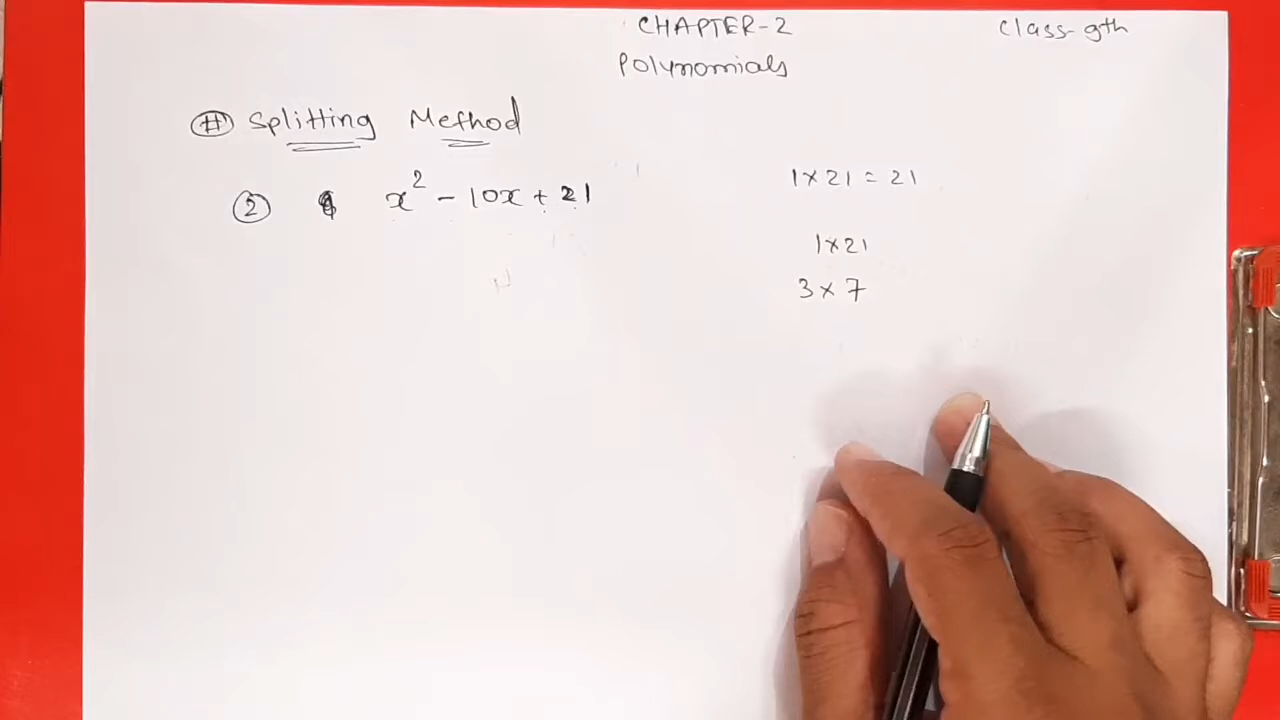 CHAPTER-2
Class-9th
Polynomials
# Splitting Method
② x² - 10x + 21
1 × 21 = 21
1 × 21
3 × 7